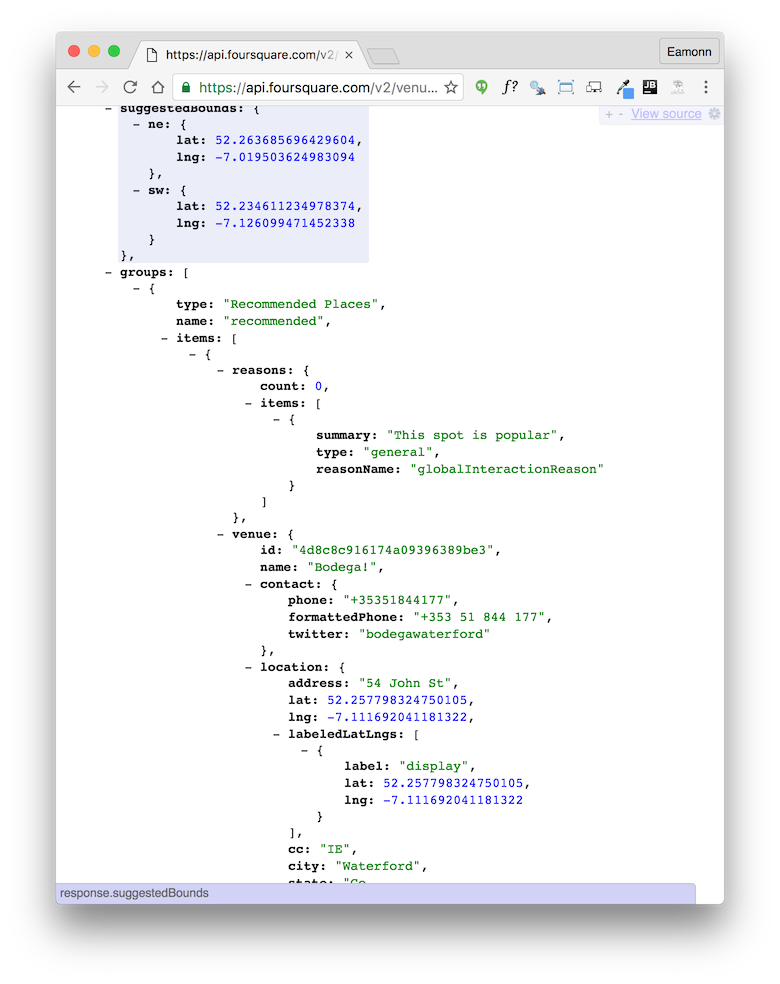 https://api.foursquare.com/v2/
Eamonn
https://api.foursquare.com/v2/venu...
f?
JB
- suggestedBounds: {
+ - View source
- ne: {
lat: 52.263685696429604,
lng: -7.019503624983094
},
- sw: {
lat: 52.234611234978374,
lng: -7.126099471452338
}
},
- groups: [
- {
type: "Recommended Places",
name: "recommended",
- items: [
- {
- reasons: {
count: 0,
- items: [
- {
summary: "This spot is popular",
type: "general",
reasonName: "globalInteractionReason"
}
]
},
- venue: {
id: "4d8c8c916174a09396389be3",
name: "Bodega!",
- contact: {
phone: "+35351844177",
formattedPhone: "+353 51 844 177",
twitter: "bodegawaterford"
},
- location: {
address: "54 John St",
lat: 52.257798324750105,
lng: -7.111692041181322,
- labeledLatLngs: [
- {
label: "display",
lat: 52.257798324750105,
lng: -7.111692041181322
}
],
cc: "IE",
city: "Waterford",
state: "Co
response.suggestedBounds